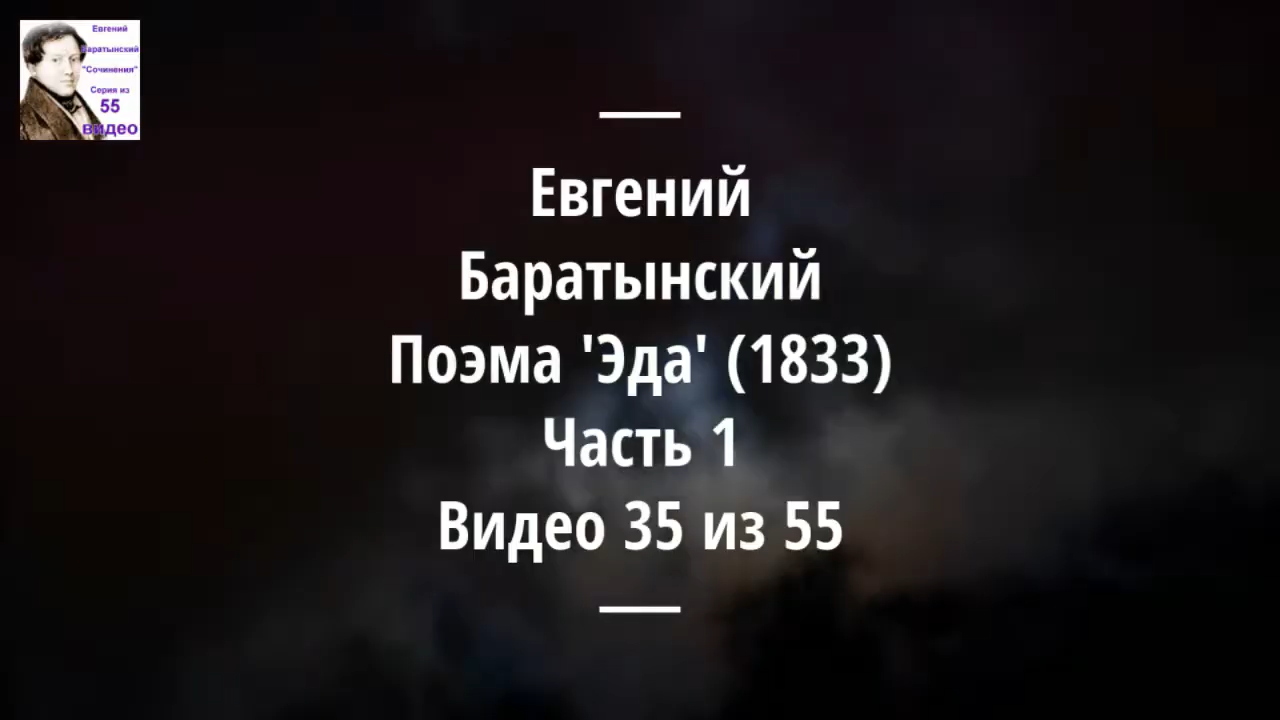 Евгений
Баратынский
"Сочинения"
Серия из
55
видео
Евгений
Баратынский
Поэма 'Эда' (1833)
Часть 1
Видео 35 из 55